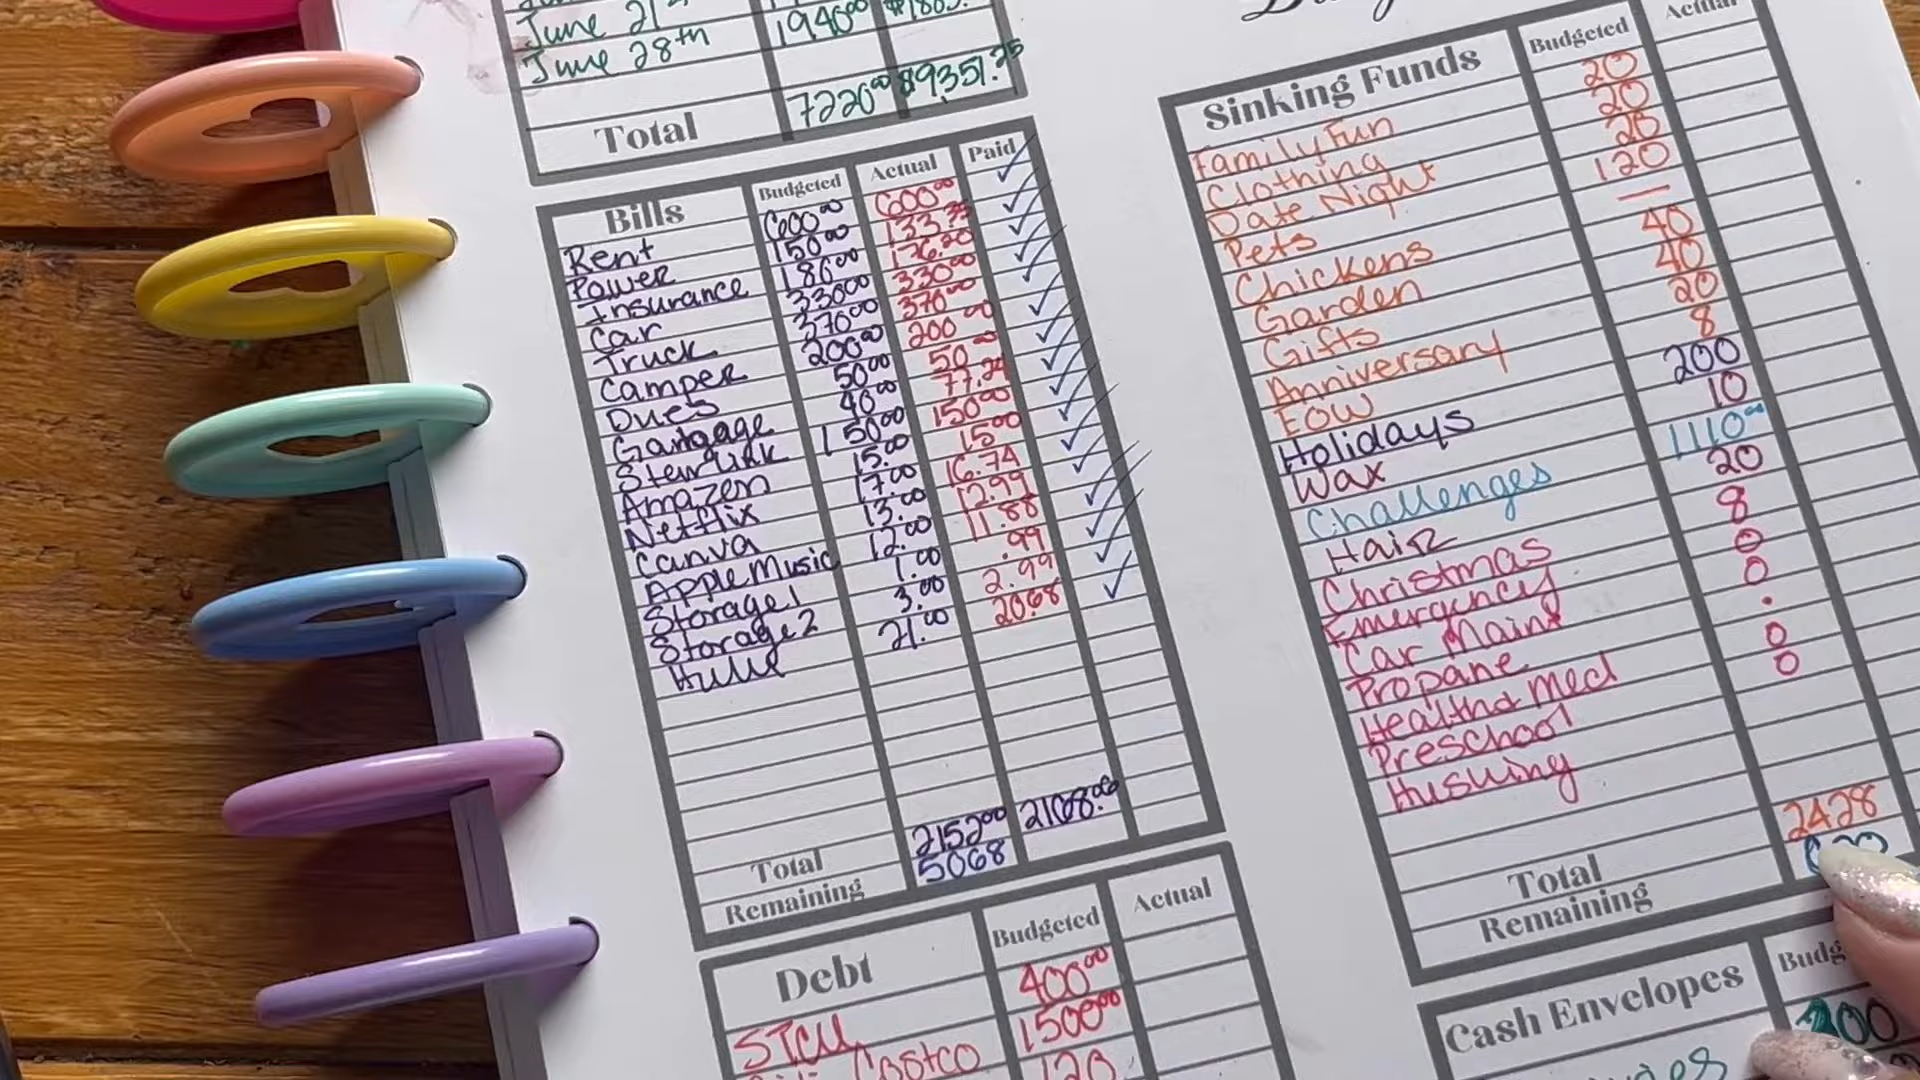 June 21st 1940.00
June 28th
Total 7220.00 $9351.25
Bills Budgeted Actual Paid
Rent 600.00 600.00 ✓
Power 150.00 133.35 ✓
Insurance 180.00 176.20 ✓
Car 330.00 330.00 ✓
Truck 370.00 370.00 ✓
Camper 200.00 200.00 ✓
Dues 50.00 50.00 ✓
Garbage 40.00 77.24 ✓
Starlink 150.00 150.00 ✓
Amazon 15.00 15.00 ✓
Netflix 17.00 16.74 ✓
Canva 13.00 12.99 ✓
Apple Music 12.00 11.88 ✓
Storage 1 1.00 .99 ✓
Storage 2 3.00 2.99 ✓
Hulu 21.00 20.68 ✓
Total 2152.00 2168.06
Remaining 5068
Debt Budgeted Actual
STCU 400.00
Costco 1500.00
120
Sinking Funds Budgeted Actual
Family Fun 20
Clothing 20
Date Night 20
Pets 120
Chickens —
Garden 40
Gifts 40
Anniversary 20
EOW 8
Holidays 200
Wax 10
Challenges 1110.00
Hair 20
Christmas 8
Emergency 0
Car Maint 0
Propane .
Health & Med 0
Preschool 0
Total 2428
Remaining
Cash Envelopes Budg
200